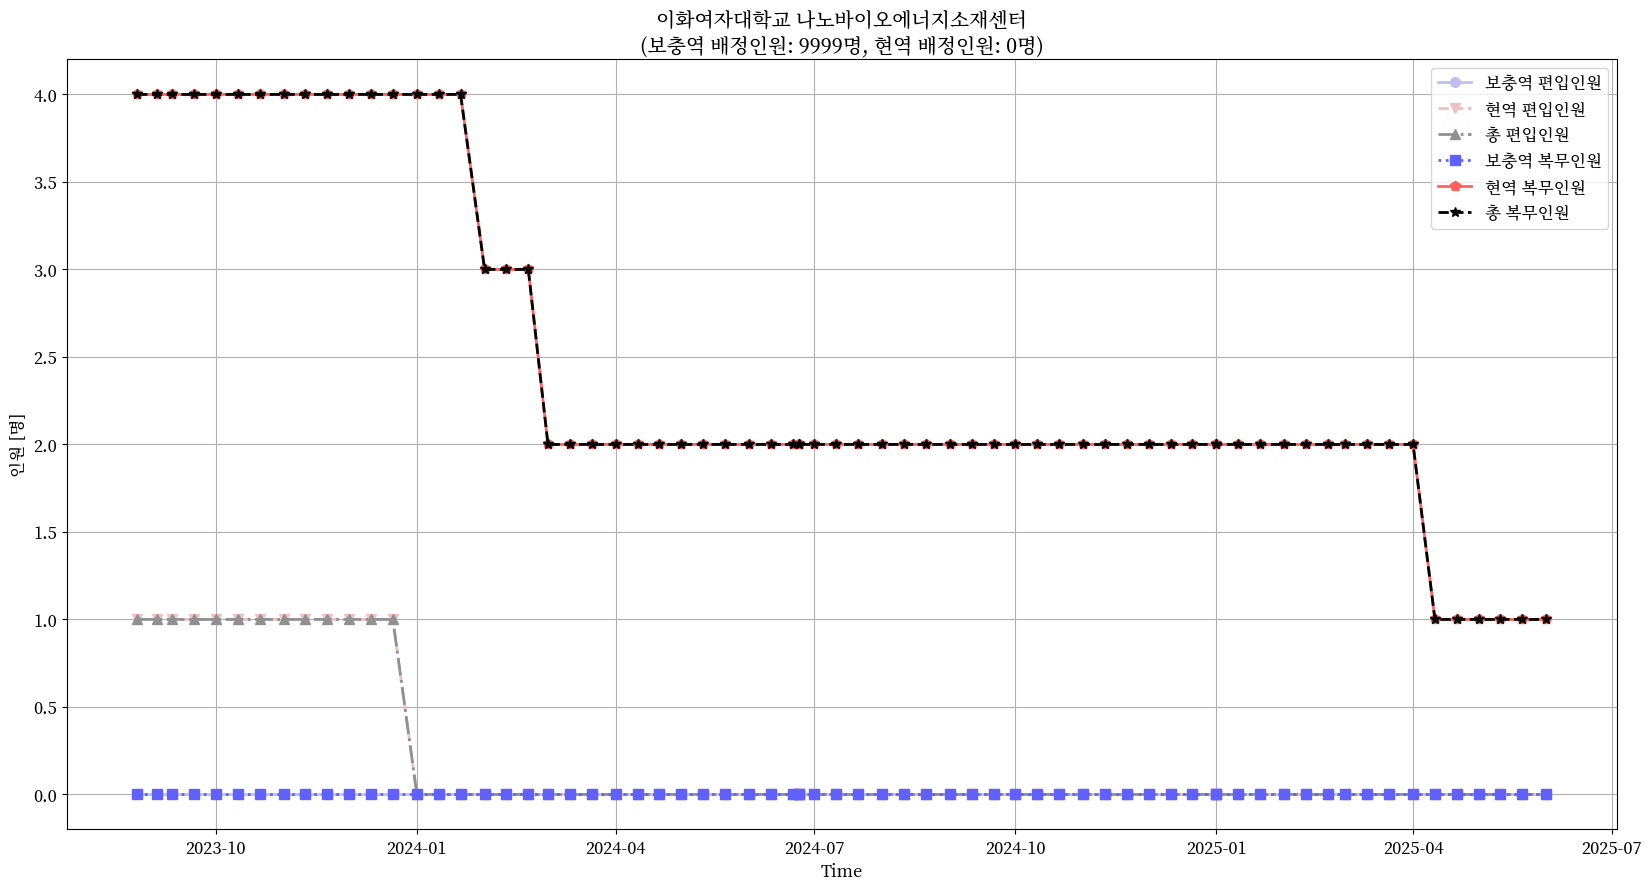 이화여자대학교 나노바이오에너지소재센터
(보충역 배정인원: 9999명, 현역 배정인원: 0명)
보충역 편입인원
현역 편입인원
총 편입인원
보충역 복무인원
현역 복무인원
총 복무인원
인원 [명]
4.0
3.5
3.0
2.5
2.0
1.5
1.0
0.5
0.0
2023-10
2024-01
2024-04
2024-07
2024-10
2025-01
2025-04
2025-07
Time